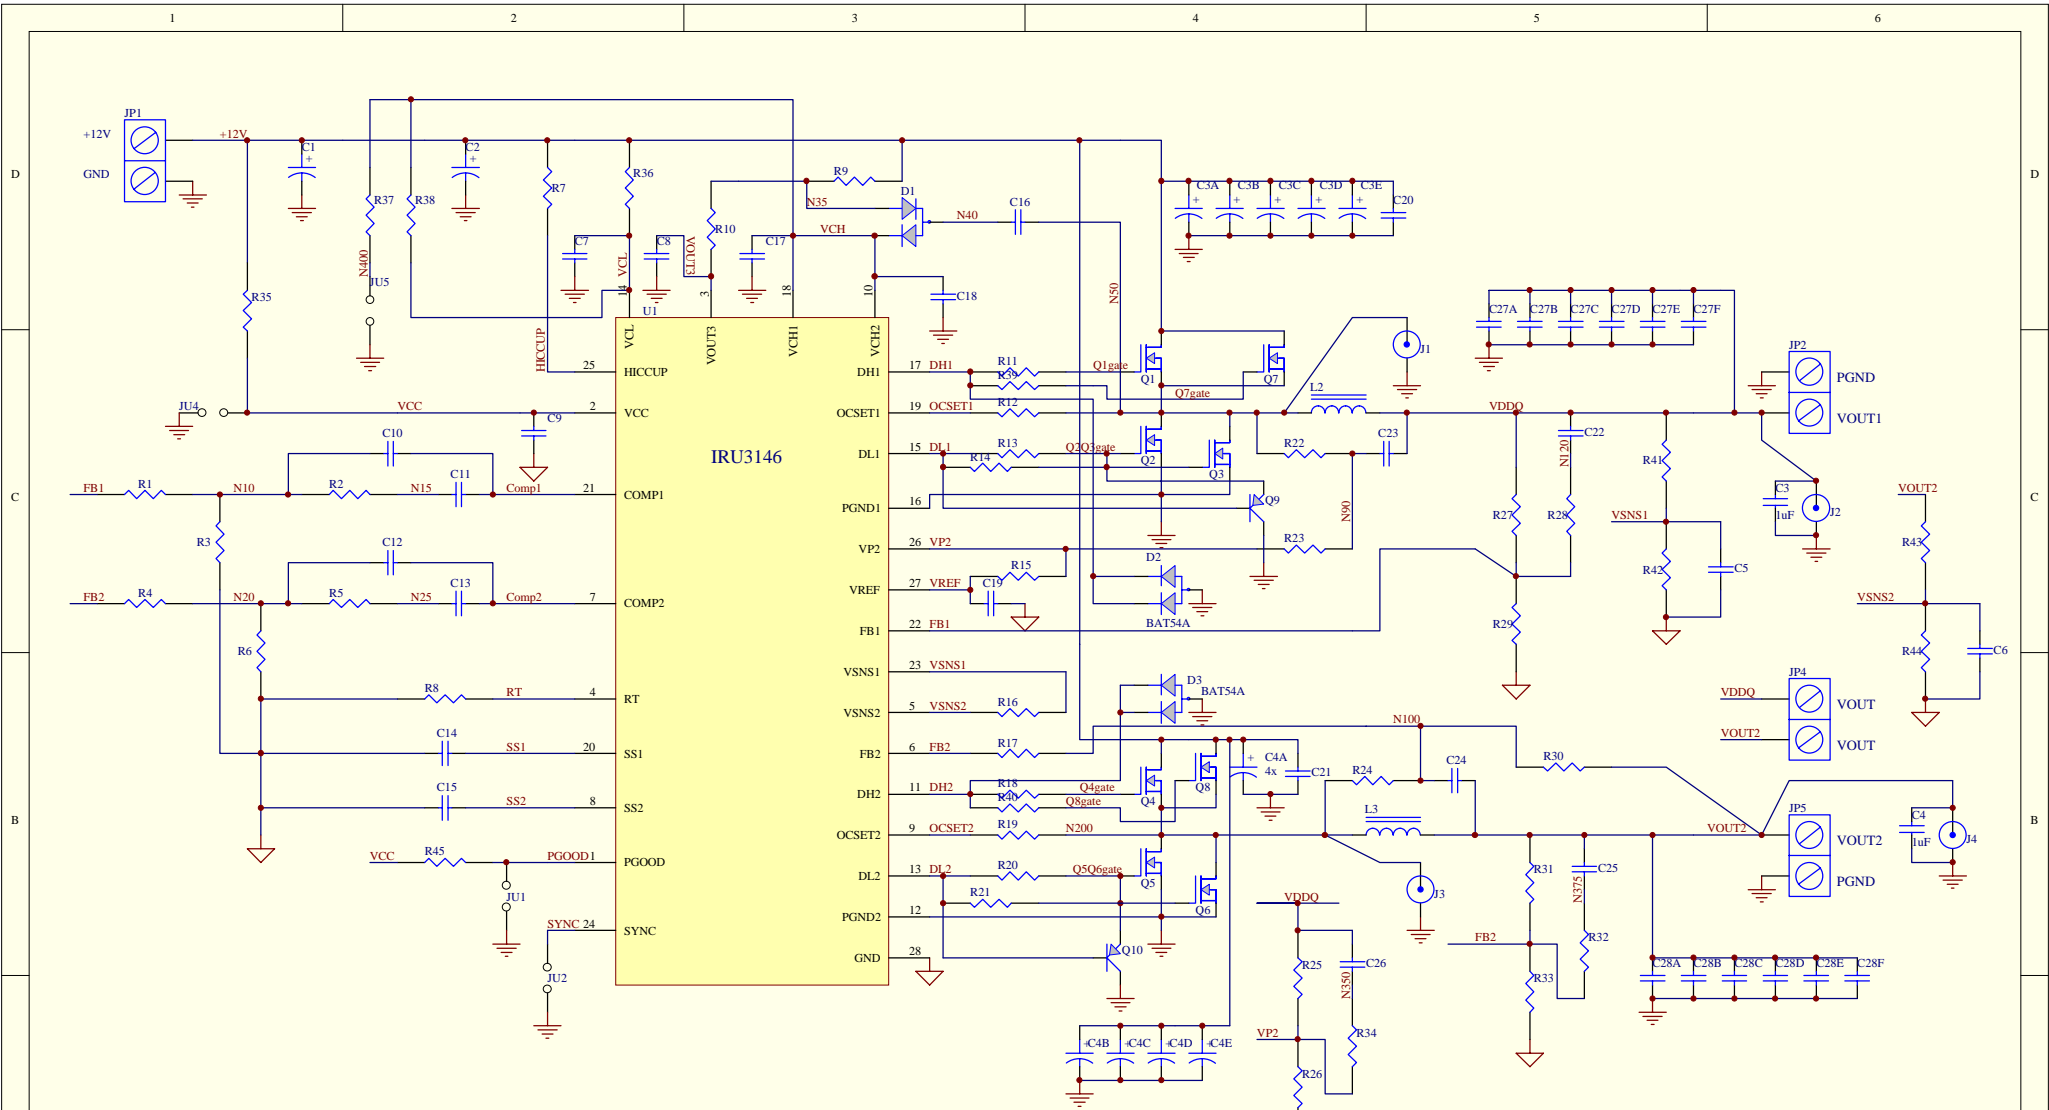 1 2 3 4 5 6
D D
C C
B B
JP1
+12V +12V
GND
C1 +
C2 +
R37 R38
N400
JU5
R35
R7
R36
HICCUP
C7
VCL
14
C8
VOUT3
R10
3
C17
18
VCH
10
R9
N35
D1
N40
C16
C18
N50
C3A C3B C3C C3D C3E C20
+ + + + +
C27A C27B C27C C27D C27E C27F
U1
IRU3146
VCL VOUT3 VCH1 VCH2
25 HICCUP
2 VCC
21 COMP1
7 COMP2
4 RT
20 SS1
8 SS2
PGOOD 1 PGOOD
SYNC 24 SYNC
DH1 17 DH1
OCSET1 19 OCSET1
DL1 15 DL1
PGND1 16
VP2 26 VP2
VREF 27 VREF
FB1 22 FB1
VSNS1 23 VSNS1
VSNS2 5 VSNS2
FB2 6 FB2
DH2 11 DH2
OCSET2 9 OCSET2
DL2 13 DL2
PGND2 12
GND 28
JU4
VCC
C9
C10
FB1 R1 N10 R2 N15 C11 Comp1
R3
C12
FB2 R4 N20 R5 N25 C13 Comp2
R6
R8 RT
C14 SS1
C15 SS2
VCC R45
JU1
JU2
R11
R39
R12
R13
R14
Q1gate
Q7gate
Q2Q3gate
Q1 Q7
Q2 Q3
Q9
J1
L2
R22 C23
N90
R23
R15
C19
D2
BAT54A
D3
BAT54A
VDDQ
C22
N120
R27 R28
R29
R41
VSNS1
R42
C5
JP2
PGND
VOUT1
C3
1uF
J2
VOUT2
R43
VSNS2
R44
C6
JP4
VDDQ VOUT
VOUT2 VOUT
R16
R17
R18
R40
R19
R20
R21
Q4gate
Q8gate
N200
Q5Q6gate
Q4 Q8
Q5 Q6
Q10
+ C4A
4x
C21
N100
R24 C24
R30
L3
J3
VOUT2
JP5
VOUT2
PGND
C4
1uF
J4
R31
C25
N375
FB2
R32
R33
C28A C28B C28C C28D C28E C28F
VDDQ
R25
C26
N350
VP2
R34
R26
+C4B +C4C +C4D +C4E